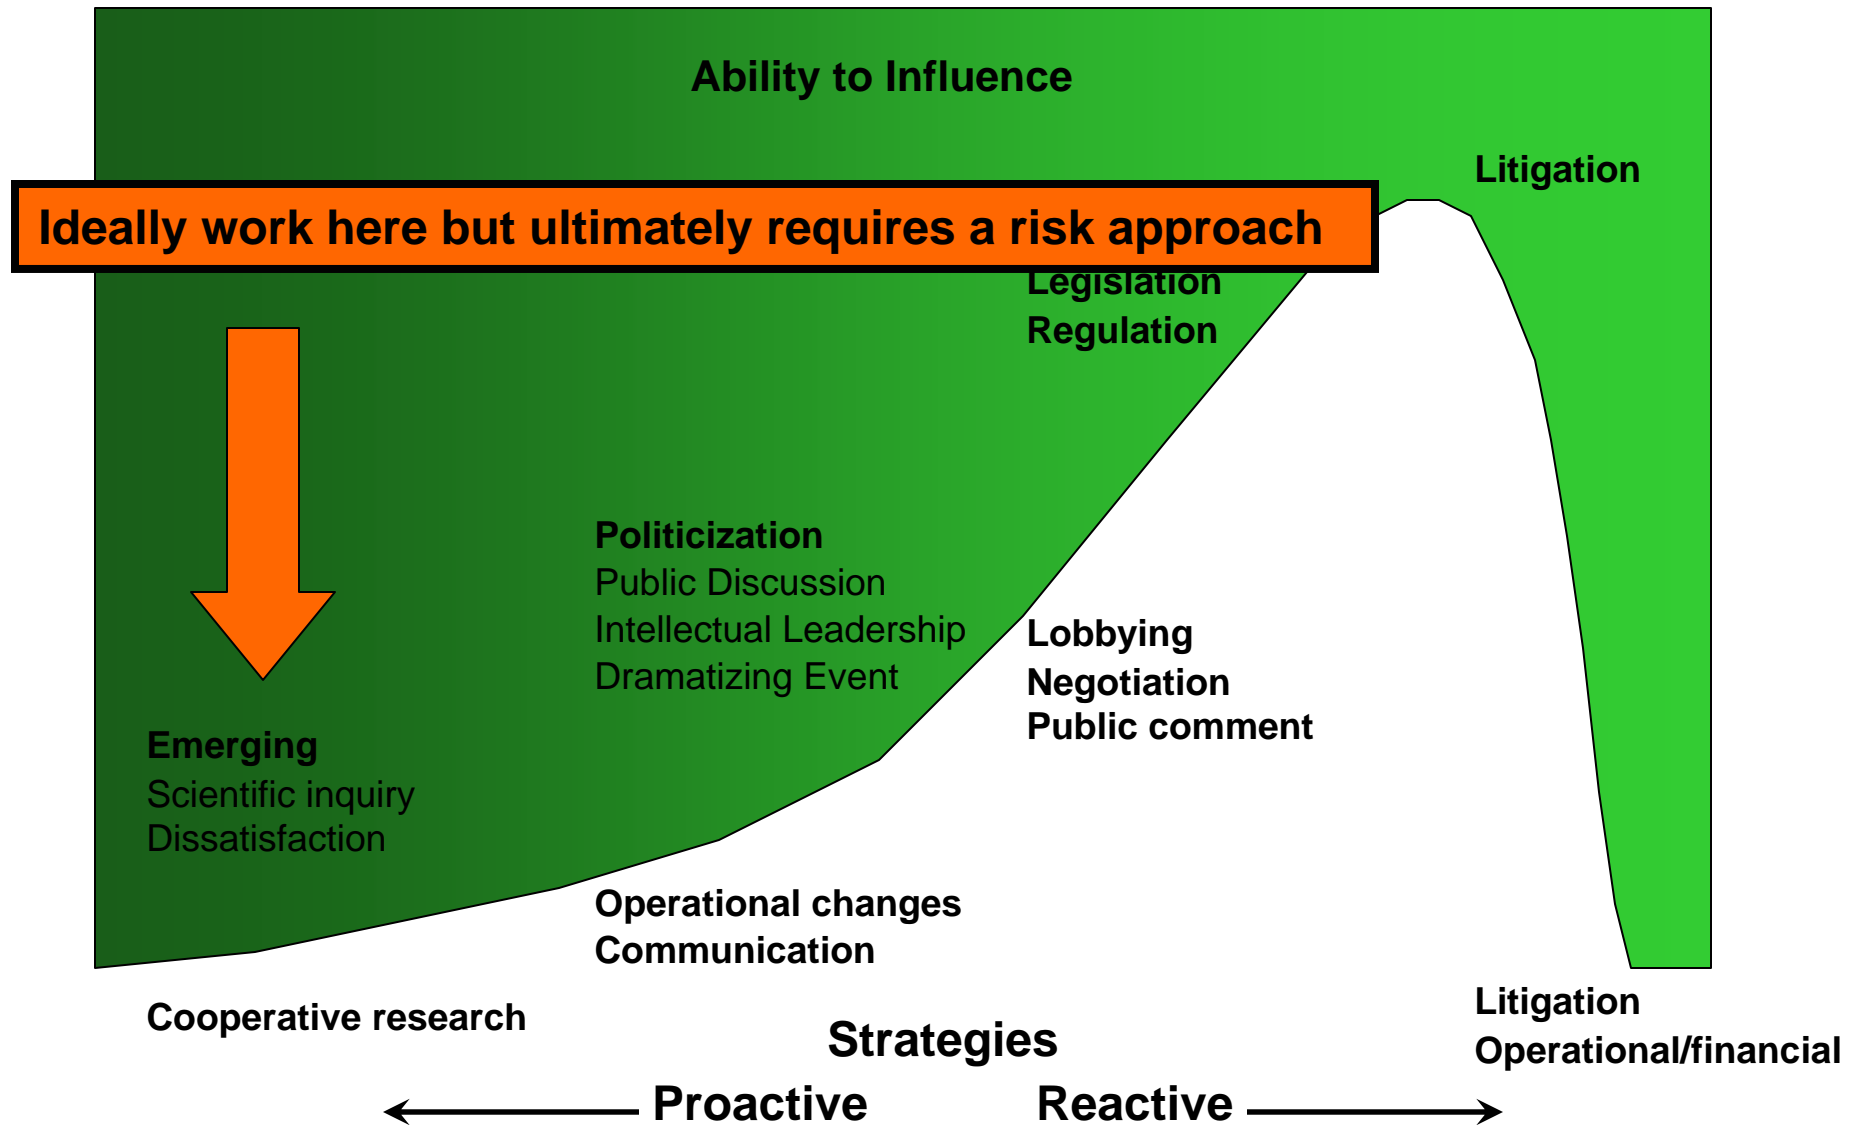 Ability to Influence
Litigation
Ideally work here but ultimately requires a risk approach
Legislation
Regulation
Politicization
Public Discussion
Intellectual Leadership
Dramatizing Event
Lobbying
Negotiation
Public comment
Emerging
Scientific inquiry
Dissatisfaction
Operational changes
Communication
Cooperative research
Litigation
Operational/financial
Strategies
Proactive
Reactive